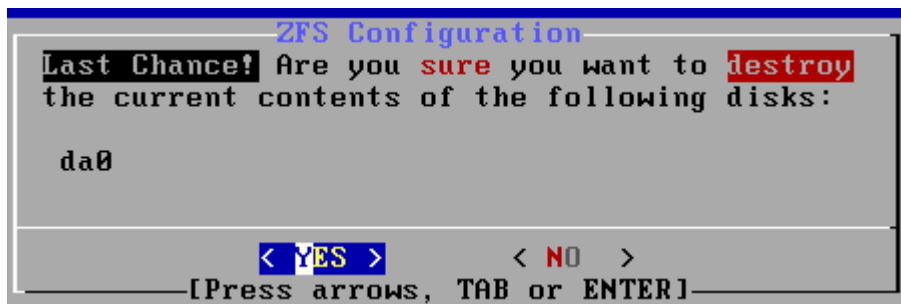 ZFS Configuration
Last Chance! Are you sure you want to destroy
the current contents of the following disks:
da0
< YES > < NO >
[Press arrows, TAB or ENTER]